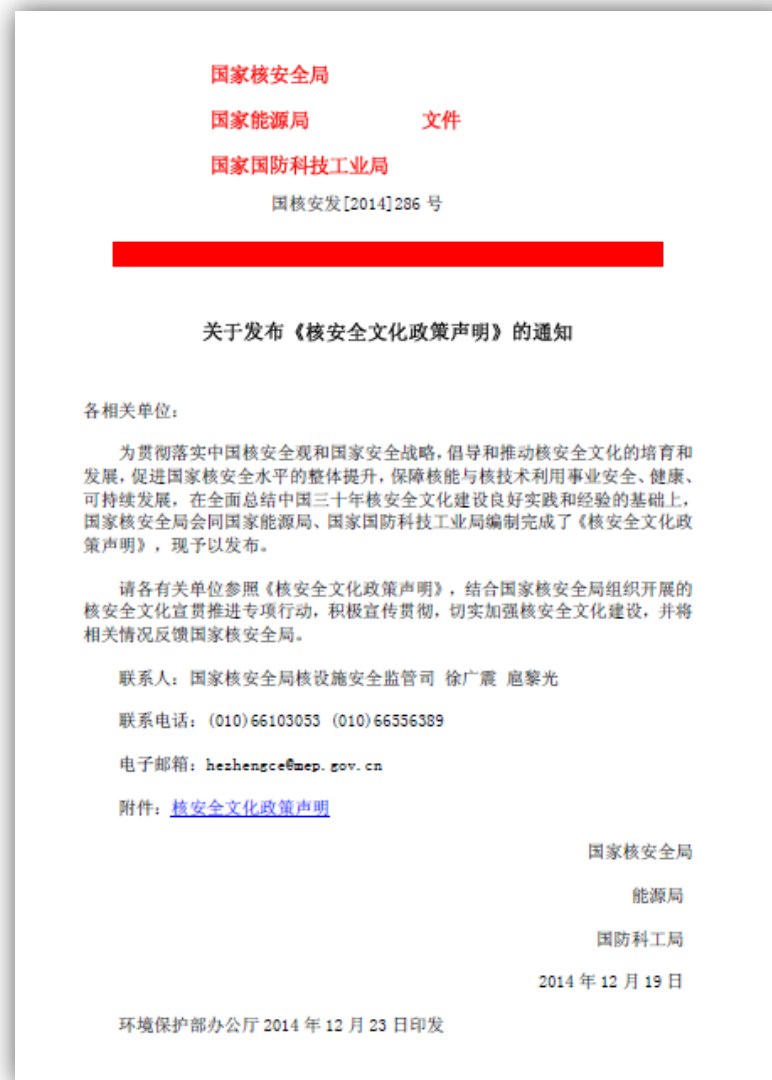 国家核安全局
国家能源局 文件
国家国防科技工业局
国核安发[2014]286 号
关于发布《核安全文化政策声明》的通知
各相关单位：
为贯彻落实中国核安全观和国家安全战略，倡导和推动核安全文化的培育和
发展，促进国家核安全水平的整体提升，保障核能与核技术利用事业安全、健康、
可持续发展，在全面总结中国三十年核安全文化建设良好实践和经验的基础上，
国家核安全局会同国家能源局、国家国防科技工业局编制完成了《核安全文化政
策声明》，现予以发布。
请各有关单位参照《核安全文化政策声明》，结合国家核安全局组织开展的
核安全文化宣贯推进专项行动，积极宣传贯彻，切实加强核安全文化建设，并将
相关情况反馈国家核安全局。
联系人：国家核安全局核设施安全监管司 徐广震 扈黎光
联系电话：(010)66103053 (010)66556389
电子邮箱：hezhengce@mep.gov.cn
附件：核安全文化政策声明
国家核安全局
能源局
国防科工局
2014 年 12 月 19 日
环境保护部办公厅 2014 年 12 月 23 日印发